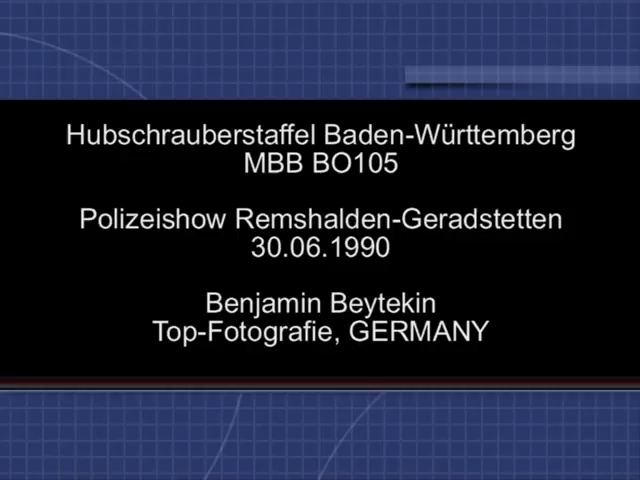 Hubschrauberstaffel Baden-Württemberg
MBB BO105
Polizeishow Remshalden-Geradstetten
30.06.1990
Benjamin Beytekin
Top-Fotografie, GERMANY